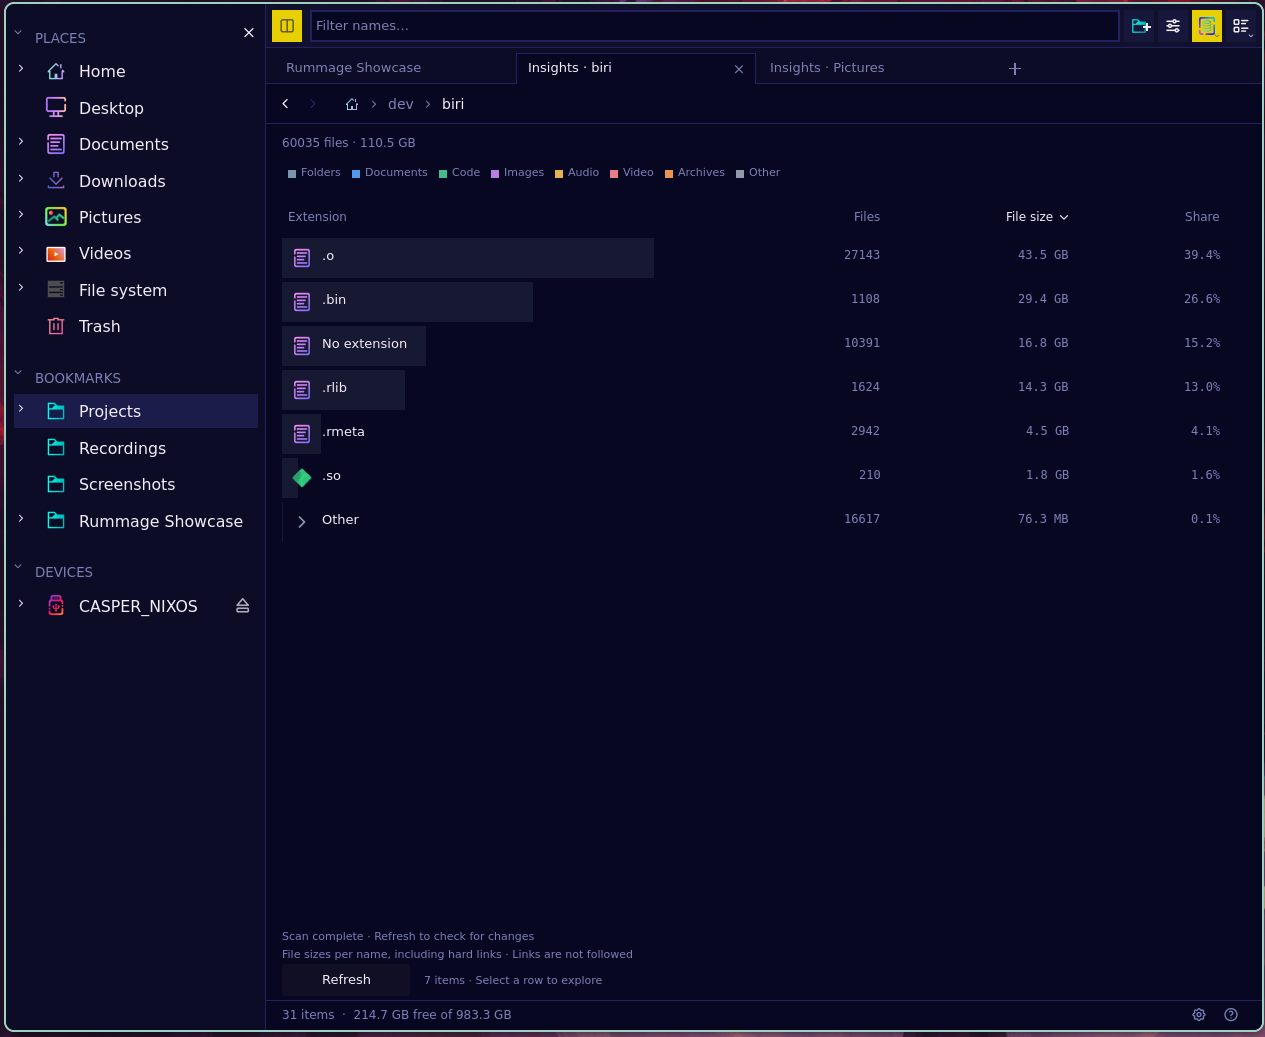 PLACES
Home
Desktop
Documents
Downloads
Pictures
Videos
File system
Trash
BOOKMARKS
Projects
Recordings
Screenshots
Rummage Showcase
DEVICES
CASPER_NIXOS
Filter names...
Rummage Showcase
Insights · biri
Insights · Pictures
dev
biri
60035 files · 110.5 GB
Folders Documents Code Images Audio Video Archives Other
Extension Files File size Share
.o 27143 43.5 GB 39.4%
.bin 1108 29.4 GB 26.6%
No extension 10391 16.8 GB 15.2%
.rlib 1624 14.3 GB 13.0%
.rmeta 2942 4.5 GB 4.1%
.so 210 1.8 GB 1.6%
Other 16617 76.3 MB 0.1%
Scan complete · Refresh to check for changes
File sizes per name, including hard links · Links are not followed
Refresh 7 items · Select a row to explore
31 items · 214.7 GB free of 983.3 GB